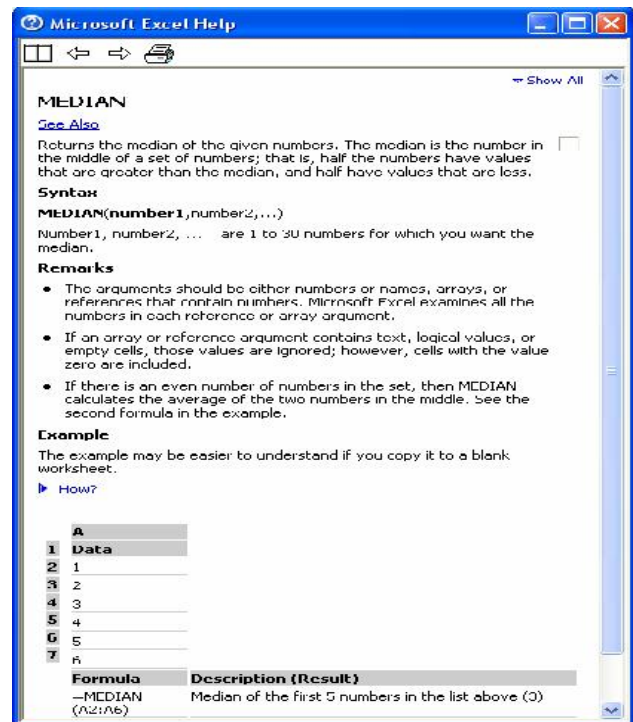 Microsoft Excel Help
Show All
MEDIAN
See Also
Returns the median of the given numbers. The median is the number in
the middle of a set of numbers; that is, half the numbers have values
that are greater than the median, and half have values that are less.
Syntax
MEDIAN(number1,number2,...)
Number1, number2, ... are 1 to 30 numbers for which you want the
median.
Remarks
• The arguments should be either numbers or names, arrays, or
references that contain numbers. Microsoft Excel examines all the
numbers in each reference or array argument.
• If an array or reference argument contains text, logical values, or
empty cells, those values are ignored; however, cells with the value
zero are included.
• If there is an even number of numbers in the set, then MEDIAN
calculates the average of the two numbers in the middle. See the
second formula in the example.
Example
The example may be easier to understand if you copy it to a blank
worksheet.
How?
A
1 Data
2 1
3 2
4 3
5 4
6 5
7 6
Formula Description (Result)
=MEDIAN Median of the first 5 numbers in the list above (3)
(A2:A6)